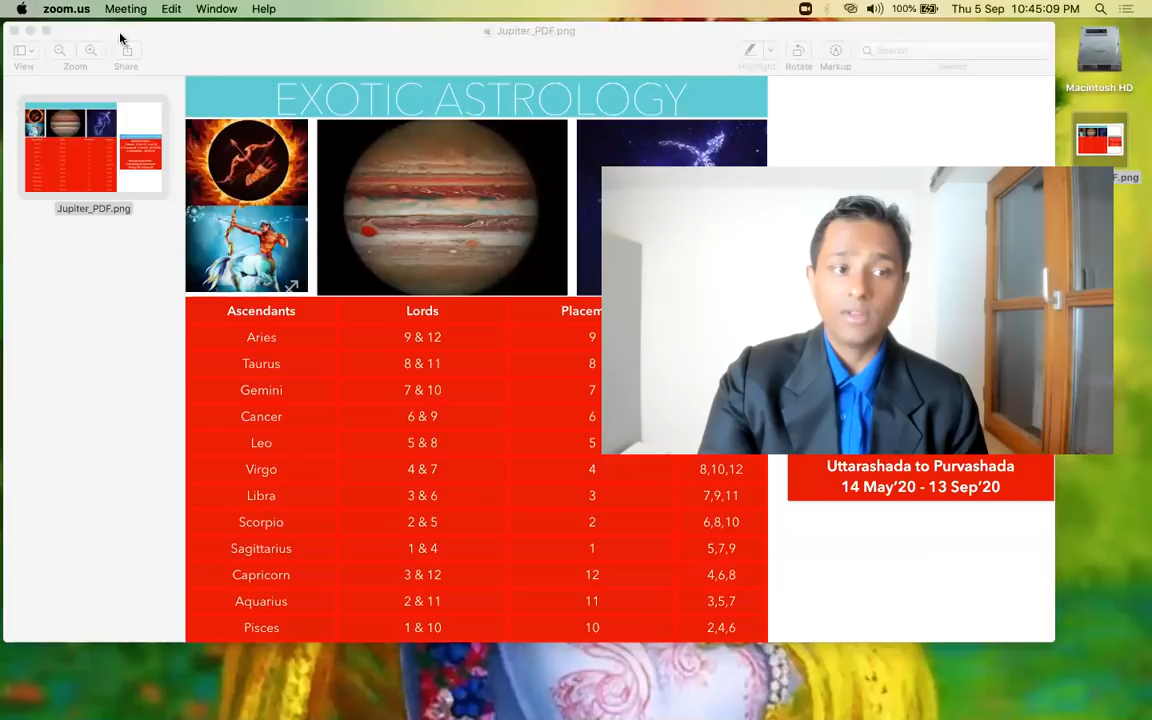 zoom.us Meeting Edit Window Help
100% Thu 5 Sep 10:45:09 PM
Jupiter_PDF.png
Search
View Zoom Share Highlight Rotate Markup Search
Macintosh HD
F.png
Jupiter_PDF.png
EXOTIC ASTROLOGY
Ascendants Lords Placem
Aries 9 & 12 9
Taurus 8 & 11 8
Gemini 7 & 10 7
Cancer 6 & 9 6
Leo 5 & 8 5
Virgo 4 & 7 4 8,10,12
Libra 3 & 6 3 7,9,11
Scorpio 2 & 5 2 6,8,10
Sagittarius 1 & 4 1 5,7,9
Capricorn 3 & 12 12 4,6,8
Aquarius 2 & 11 11 3,5,7
Pisces 1 & 10 10 2,4,6
Uttarashada to Purvashada
14 May'20 - 13 Sep'20